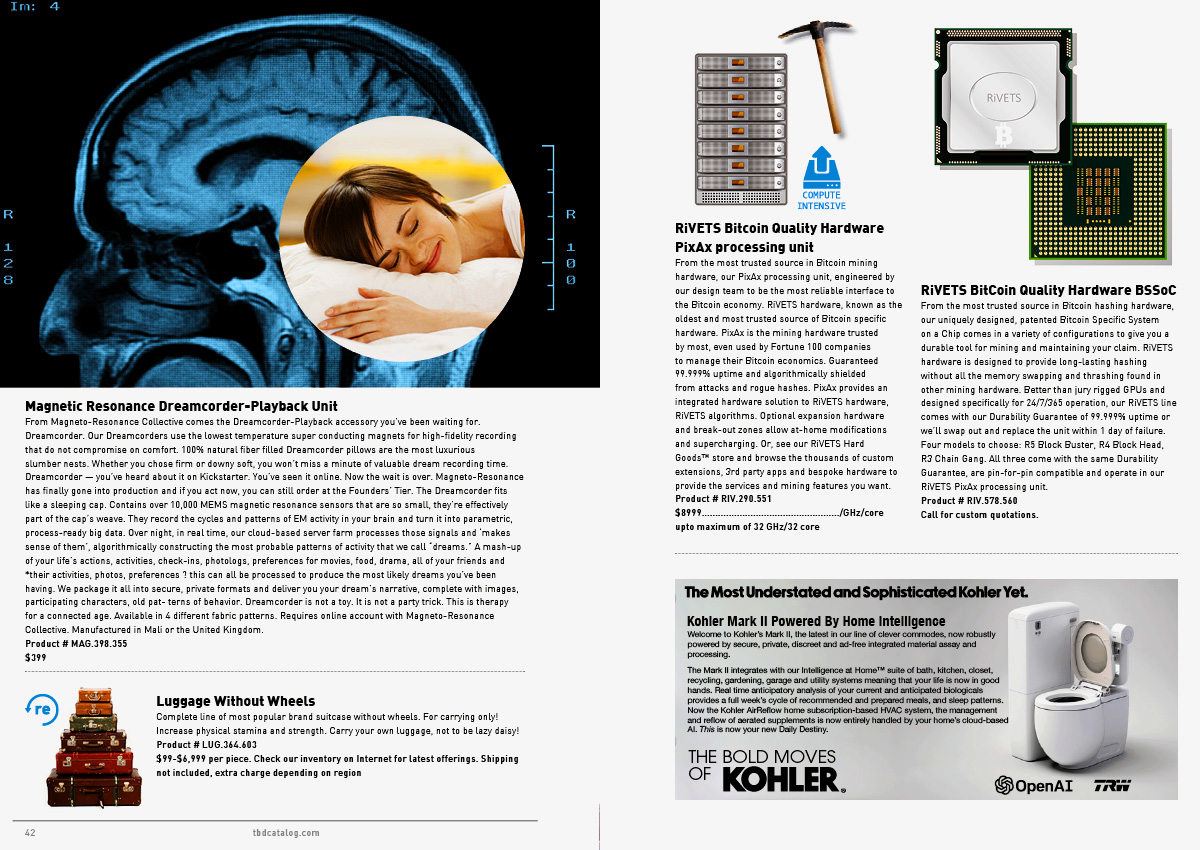 Im: 4
R
1
2
8
R
1
0
0
Magnetic Resonance Dreamcorder-Playback Unit
From Magneto-Resonance Collective comes the Dreamcorder-Playback accessory you've been waiting for.
Dreamcorder. Our Dreamcorders use the lowest temperature super conducting magnets for high-fidelity recording
that do not compromise on comfort. 100% natural fiber filled Dreamcorder pillows are the most luxurious
slumber nests. Whether you chose firm or downy soft, you won't miss a minute of valuable dream recording time.
Dreamcorder — you've heard about it on Kickstarter. You've seen it online. Now the wait is over. Magneto-Resonance
has finally gone into production and if you act now, you can still order at the Founders' Tier. The Dreamcorder fits
like a sleeping cap. Contains over 10,000 MEMS magnetic resonance sensors that are so small, they're effectively
part of the cap's weave. They record the cycles and patterns of EM activity in your brain and turn it into parametric,
process-ready big data. Over night, in real time, our cloud-based server farm processes those signals and 'makes
sense of them', algorithmically constructing the most probable patterns of activity that we call "dreams." A mash-up
of your life's actions, activities, check-ins, photologs, preferences for movies, food, drama, all of your friends and
*their activities, photos, preferences ? this can all be processed to produce the most likely dreams you've been
having. We package it all into secure, private formats and deliver you your dream's narrative, complete with images,
participating characters, old pat- terns of behavior. Dreamcorder is not a toy. It is not a party trick. This is therapy
for a connected age. Available in 4 different fabric patterns. Requires online account with Magneto-Resonance
Collective. Manufactured in Mali or the United Kingdom.
Product # MAG.398.355
$399
re
Luggage Without Wheels
Complete line of most popular brand suitcase without wheels. For carrying only!
Increase physical stamina and strength. Carry your own luggage, not to be lazy daisy!
Product # LUG.364.603
$99-$6,999 per piece. Check our inventory on Internet for latest offerings. Shipping
not included, extra charge depending on region
42
tbdcatalog.com
COMPUTE
INTENSIVE
RiVETS Bitcoin Quality Hardware
PixAx processing unit
From the most trusted source in Bitcoin mining
hardware, our PixAx processing unit, engineered by
our design team to be the most reliable interface to
the Bitcoin economy. RiVETS hardware, known as the
oldest and most trusted source of Bitcoin specific
hardware. PixAx is the mining hardware trusted
by most, even used by Fortune 100 companies
to manage their Bitcoin economics. Guaranteed
99.999% uptime and algorithmically shielded
from attacks and rogue hashes. PixAx provides an
integrated hardware solution to RiVETS hardware,
RiVETS algorithms. Optional expansion hardware
and break-out zones allow at-home modifications
and supercharging. Or, see our RiVETS Hard
Goods™ store and browse the thousands of custom
extensions, 3rd party apps and bespoke hardware to
provide the services and mining features you want.
Product # RIV.290.551
$8999................................................/GHz/core
upto maximum of 32 GHz/32 core
RiVETS
RiVETS BitCoin Quality Hardware BSSoC
From the most trusted source in Bitcoin hashing hardware,
our uniquely designed, patented Bitcoin Specific System
on a Chip comes in a variety of configurations to give you a
durable tool for mining and maintaining your claim. RiVETS
hardware is designed to provide long-lasting hashing
without all the memory swapping and thrashing found in
other mining hardware. Better than jury rigged GPUs and
designed specifically for 24/7/365 operation, our RiVETS line
comes with our Durability Guarantee of 99.999% uptime or
we'll swap out and replace the unit within 1 day of failure.
Four models to choose: R5 Block Buster, R4 Block Head,
R3 Chain Gang. All three come with the same Durability
Guarantee, are pin-for-pin compatible and operate in our
RiVETS PixAx processing unit.
Product # RIV.578.560
Call for custom quotations.
The Most Understated and Sophisticated Kohler Yet.
Kohler Mark II Powered By Home Intelligence
Welcome to Kohler's Mark II, the latest in our line of clever commodes, now robustly
powered by secure, private, discreet and ad-free integrated material assay and
processing.
The Mark II integrates with our Intelligence at Home™ suite of bath, kitchen, closet,
recycling, gardening, garage and utility systems meaning that your life is now in good
hands. Real time anticipatory analysis of your current and anticipated biologicals
provides a full week's cycle of recommended and prepared meals, and sleep patterns.
Now the Kohler AirReflow home subscription-based HVAC system, the management
and reflow of aerated supplements is now entirely handled by your home's cloud-based
AI. This is now your new Daily Destiny.
THE BOLD MOVES
OF KOHLER®
OpenAI
TRW